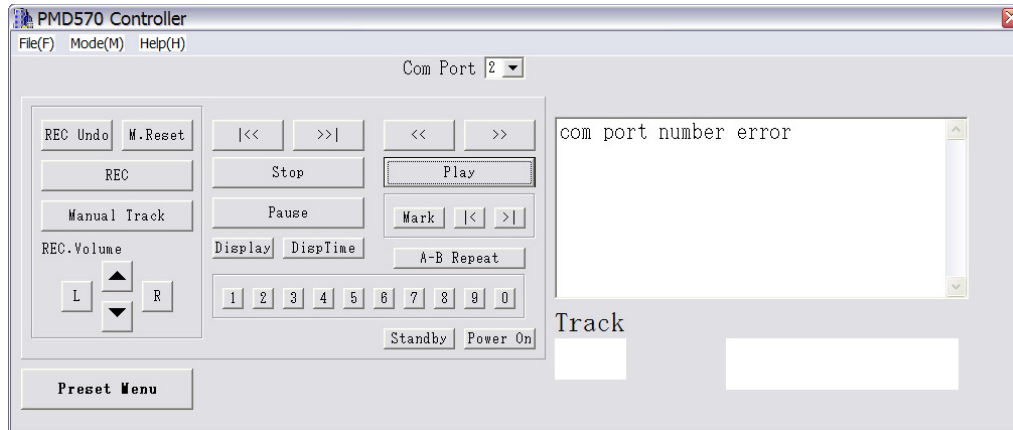 PMD570 Controller
File(F) Mode(M) Help(H)
Com Port 2
REC Undo M.Reset |<< >>| << >>
REC Stop Play
Manual Track Pause Mark |< >|
REC.Volume Display DispTime A-B Repeat
L R 1 2 3 4 5 6 7 8 9 0
Standby Power On
Preset Menu
com port number error
Track